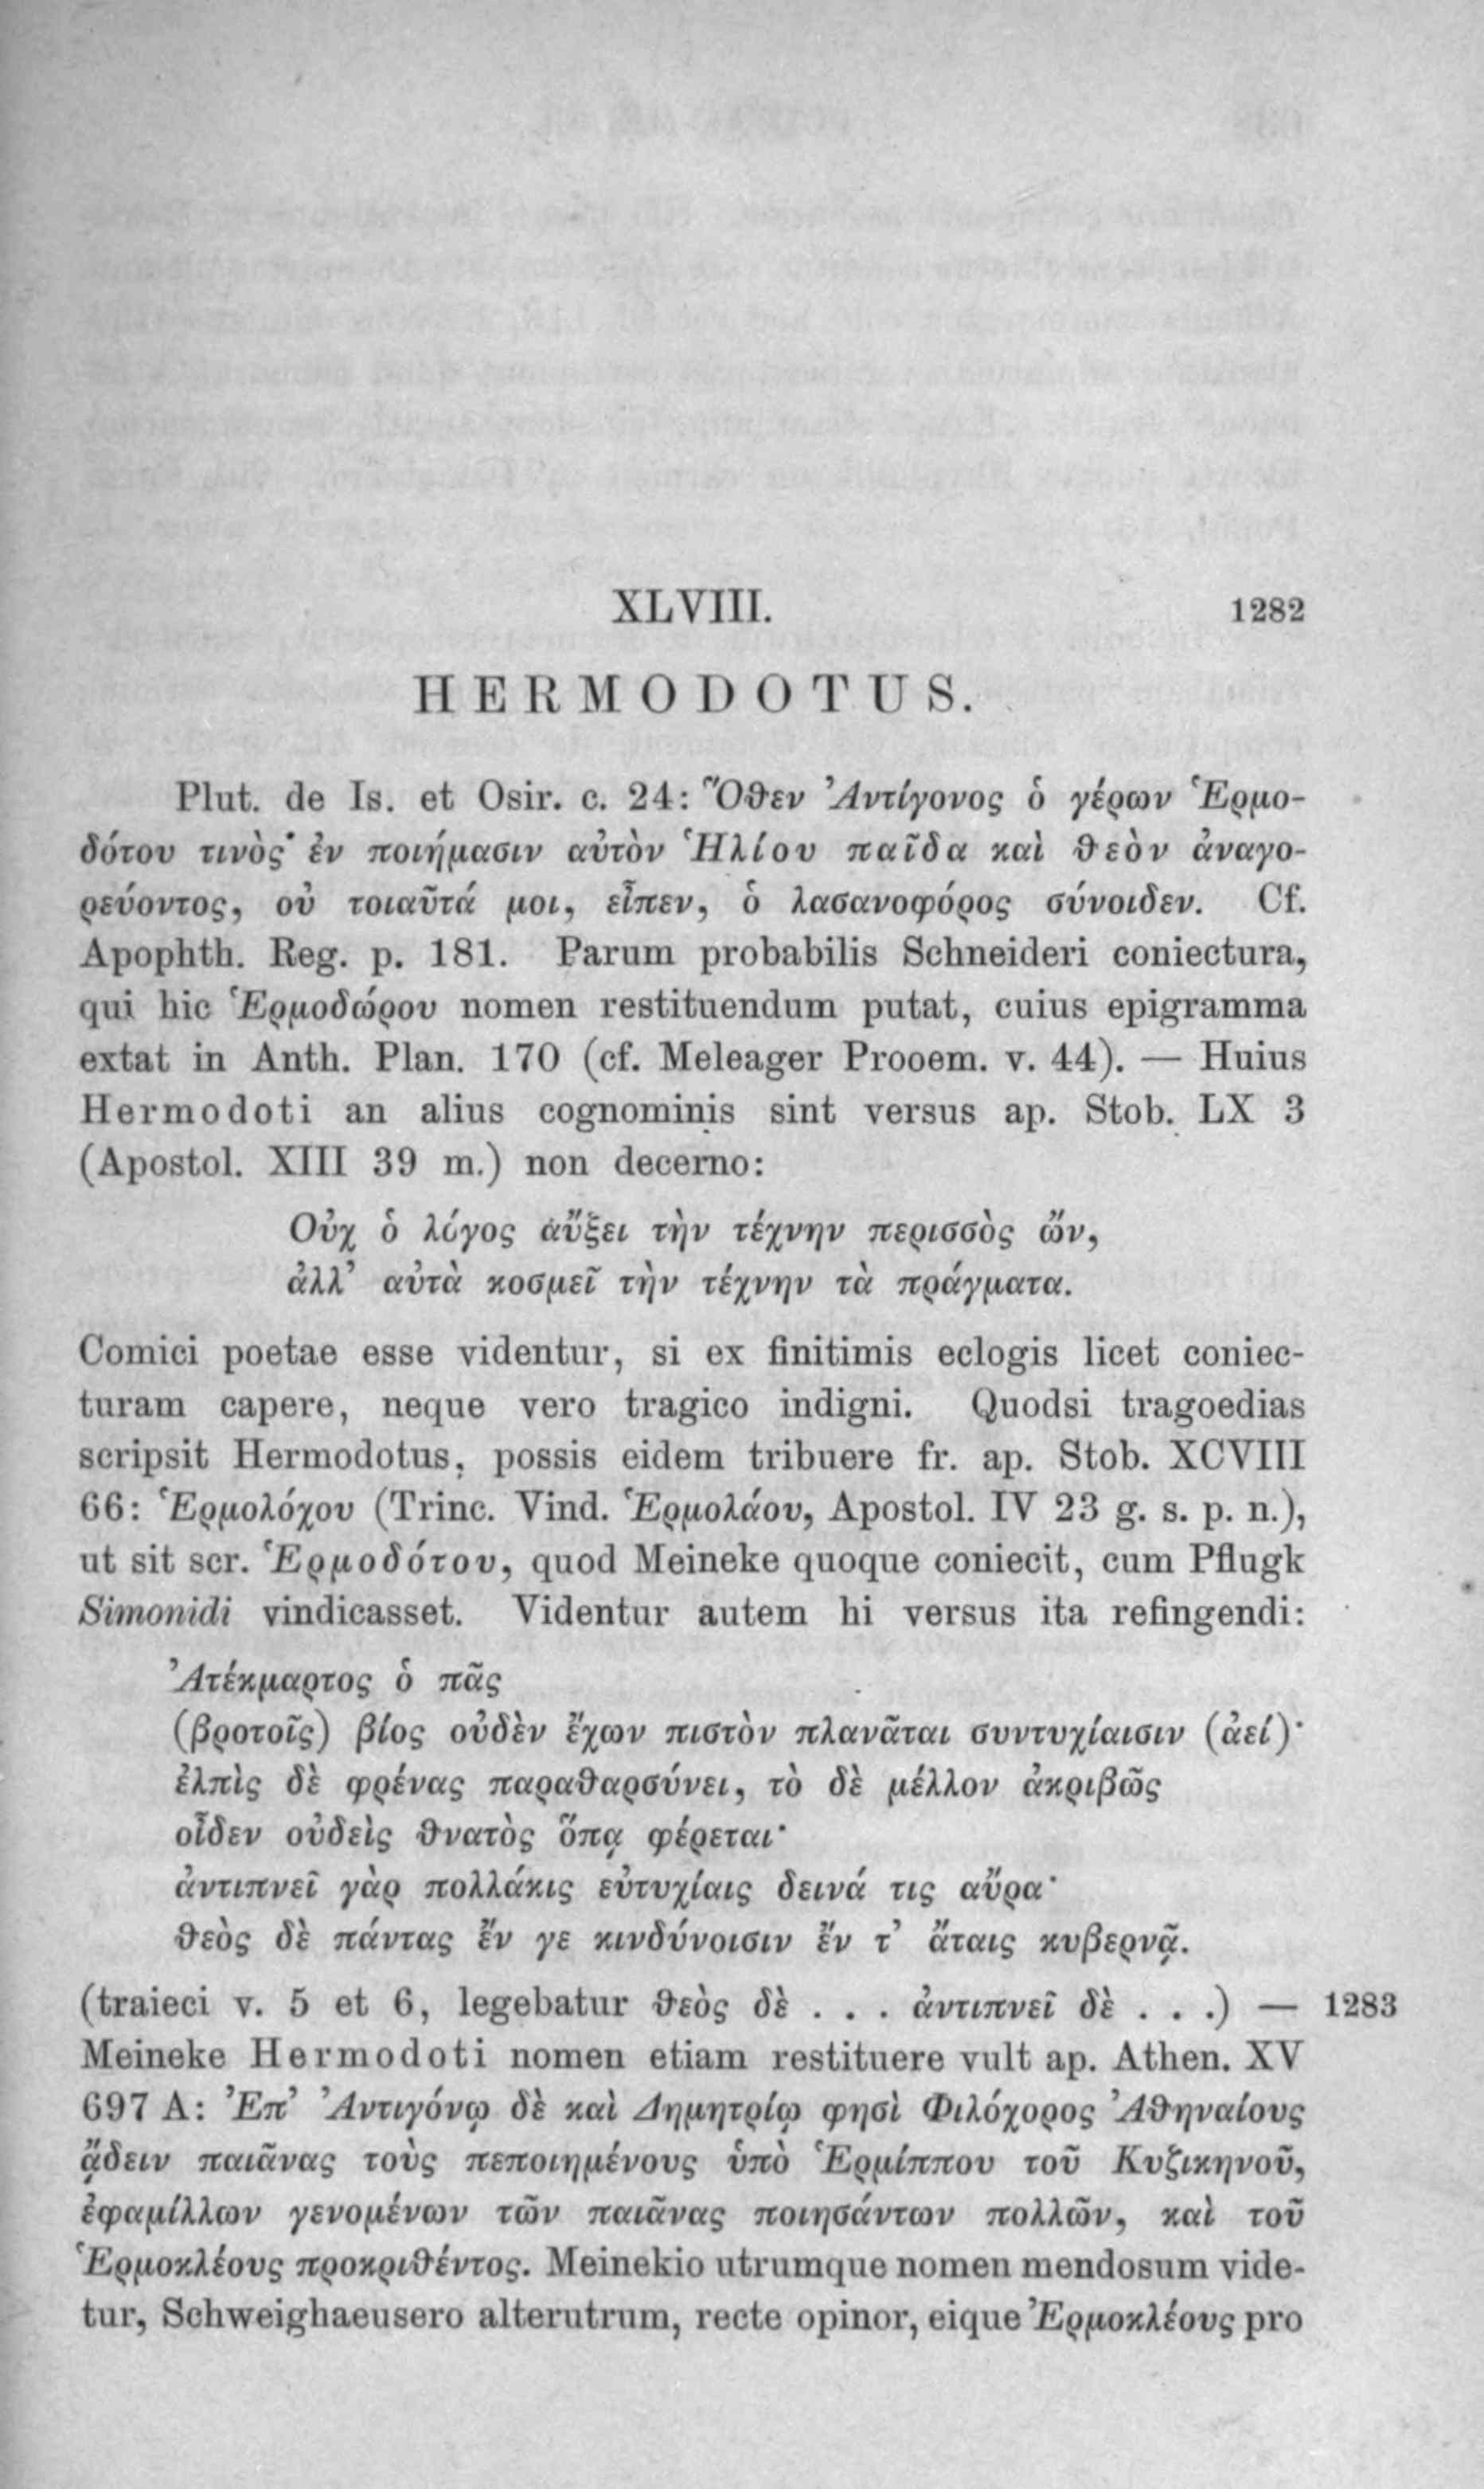 XLVIII. 1282
HERMODOTUS.
Plut. de Is. et Osir. c. 24: Ὅθεν Ἀντίγονος ὁ γέρων Ἑρμο-
δότου τινὸς ἐν ποιήμασιν αὐτὸν Ἡλίου παῖδα καὶ θεὸν ἀναγο-
ρεύοντος, οὐ τοιαῦτά μοι, εἶπεν, ὁ λασανοφόρος σύνοιδεν. Cf.
Apophth. Reg. p. 181. Parum probabilis Schneideri coniectura,
qui hic Ἑρμοδώρου nomen restituendum putat, cuius epigramma
extat in Anth. Plan. 170 (cf. Meleager Prooem. v. 44). — Huius
Hermodoti an alius cognominis sint versus ap. Stob. LX 3
(Apostol. XIII 39 m.) non decerno:
Οὐχ ὁ λόγος αὔξει τὴν τέχνην περισσὸς ὤν,
ἀλλ’ αὐτὰ κοσμεῖ τὴν τέχνην τὰ πράγματα.
Comici poetae esse videntur, si ex finitimis eclogis licet coniec-
turam capere, neque vero tragico indigni. Quodsi tragoedias
scripsit Hermodotus, possis eidem tribuere fr. ap. Stob. XCVIII
66: Ἑρμολόχου (Trinc. Vind. Ἑρμολάου, Apostol. IV 23 g. s. p. n.),
ut sit scr. Ἑρμοδότου, quod Meineke quoque coniecit, cum Pflugk
Simonidi vindicasset. Videntur autem hi versus ita refingendi:
Ἀτέκμαρτος ὁ πᾶς
(βροτοῖς) βίος οὐδὲν ἔχων πιστὸν πλανᾶται συντυχίαισιν (ἀεί)·
ἐλπὶς δὲ φρένας παραθαρσύνει, τὸ δὲ μέλλον ἀκριβῶς
οἶδεν οὐδεὶς θνατὸς ὅπᾳ φέρεται·
ἀντιπνεῖ γὰρ πολλάκις εὐτυχίαις δεινά τις αὔρα·
θεὸς δὲ πάντας ἔν γε κινδύνοισιν ἔν τ’ ἄταις κυβερνᾷ.
(traieci v. 5 et 6, legebatur θεὸς δὲ . . . ἀντιπνεῖ δὲ . . .) — 1283
Meineke Hermodoti nomen etiam restituere vult ap. Athen. XV
697 A: Ἐπ’ Ἀντιγόνῳ δὲ καὶ Δημητρίῳ φησὶ Φιλόχορος Ἀθηναίους
ᾄδειν παιᾶνας τοὺς πεποιημένους ὑπὸ Ἑρμίππου τοῦ Κυζικηνοῦ,
ἐφαμίλλων γενομένων τῶν παιᾶνας ποιησάντων πολλῶν, καὶ τοῦ
Ἑρμοκλέους προκριθέντος. Meinekio utrumque nomen mendosum vide-
tur, Schweighaeusero alterutrum, recte opinor, eique Ἑρμοκλέους pro